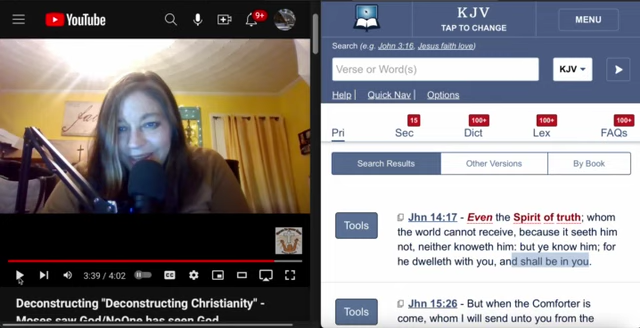 YouTube
9+
3:39 / 4:02
CC
Deconstructing "Deconstructing Christianity" -
Moses saw God/NoOne has seen God
KJV
TAP TO CHANGE
MENU
Search (e.g. John 3:16, Jesus faith love)
Verse or Word(s)
KJV
Help | Quick Nav | Options
15 100+ 100+ 100+
Pri Sec Dict Lex FAQs
Search Results Other Versions By Book
Tools
Jhn 14:17 - Even the Spirit of truth; whom
the world cannot receive, because it seeth him
not, neither knoweth him: but ye know him; for
he dwelleth with you, and shall be in you.
Tools
Jhn 15:26 - But when the Comforter is
come, whom I will send unto you from the